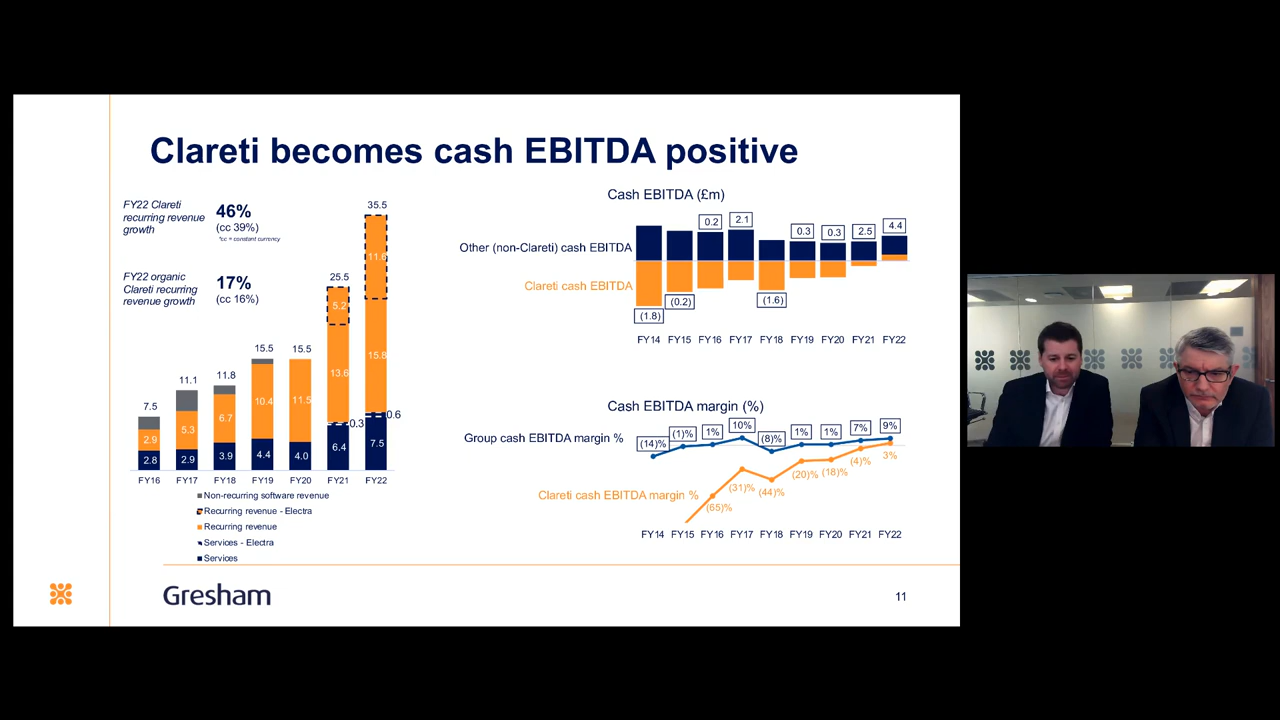 Clareti becomes cash EBITDA positive
FY22 Clareti
recurring revenue
growth
46%
(cc 39%)
*cc = constant currency
FY22 organic
Clareti recurring
revenue growth
17%
(cc 16%)
35.5
11.6
15.8
0.6
7.5
25.5
5.2
13.6
0.3
6.4
15.5
11.5
4.0
15.5
10.4
4.4
11.8
6.7
3.9
11.1
5.3
2.9
7.5
2.9
2.8
FY16 FY17 FY18 FY19 FY20 FY21 FY22
Non-recurring software revenue
Recurring revenue - Electra
Recurring revenue
Services - Electra
Services
Cash EBITDA (£m)
Other (non-Clareti) cash EBITDA
Clareti cash EBITDA
(1.8) (0.2) 0.2 2.1 (1.6) 0.3 0.3 2.5 4.4
FY14 FY15 FY16 FY17 FY18 FY19 FY20 FY21 FY22
Cash EBITDA margin (%)
Group cash EBITDA margin %
(14)% (1)% 1% 10% (8)% 1% 1% 7% 9%
Clareti cash EBITDA margin %
(65)% (31)% (44)% (20)% (18)% (4)% 3%
FY14 FY15 FY16 FY17 FY18 FY19 FY20 FY21 FY22
Gresham
11